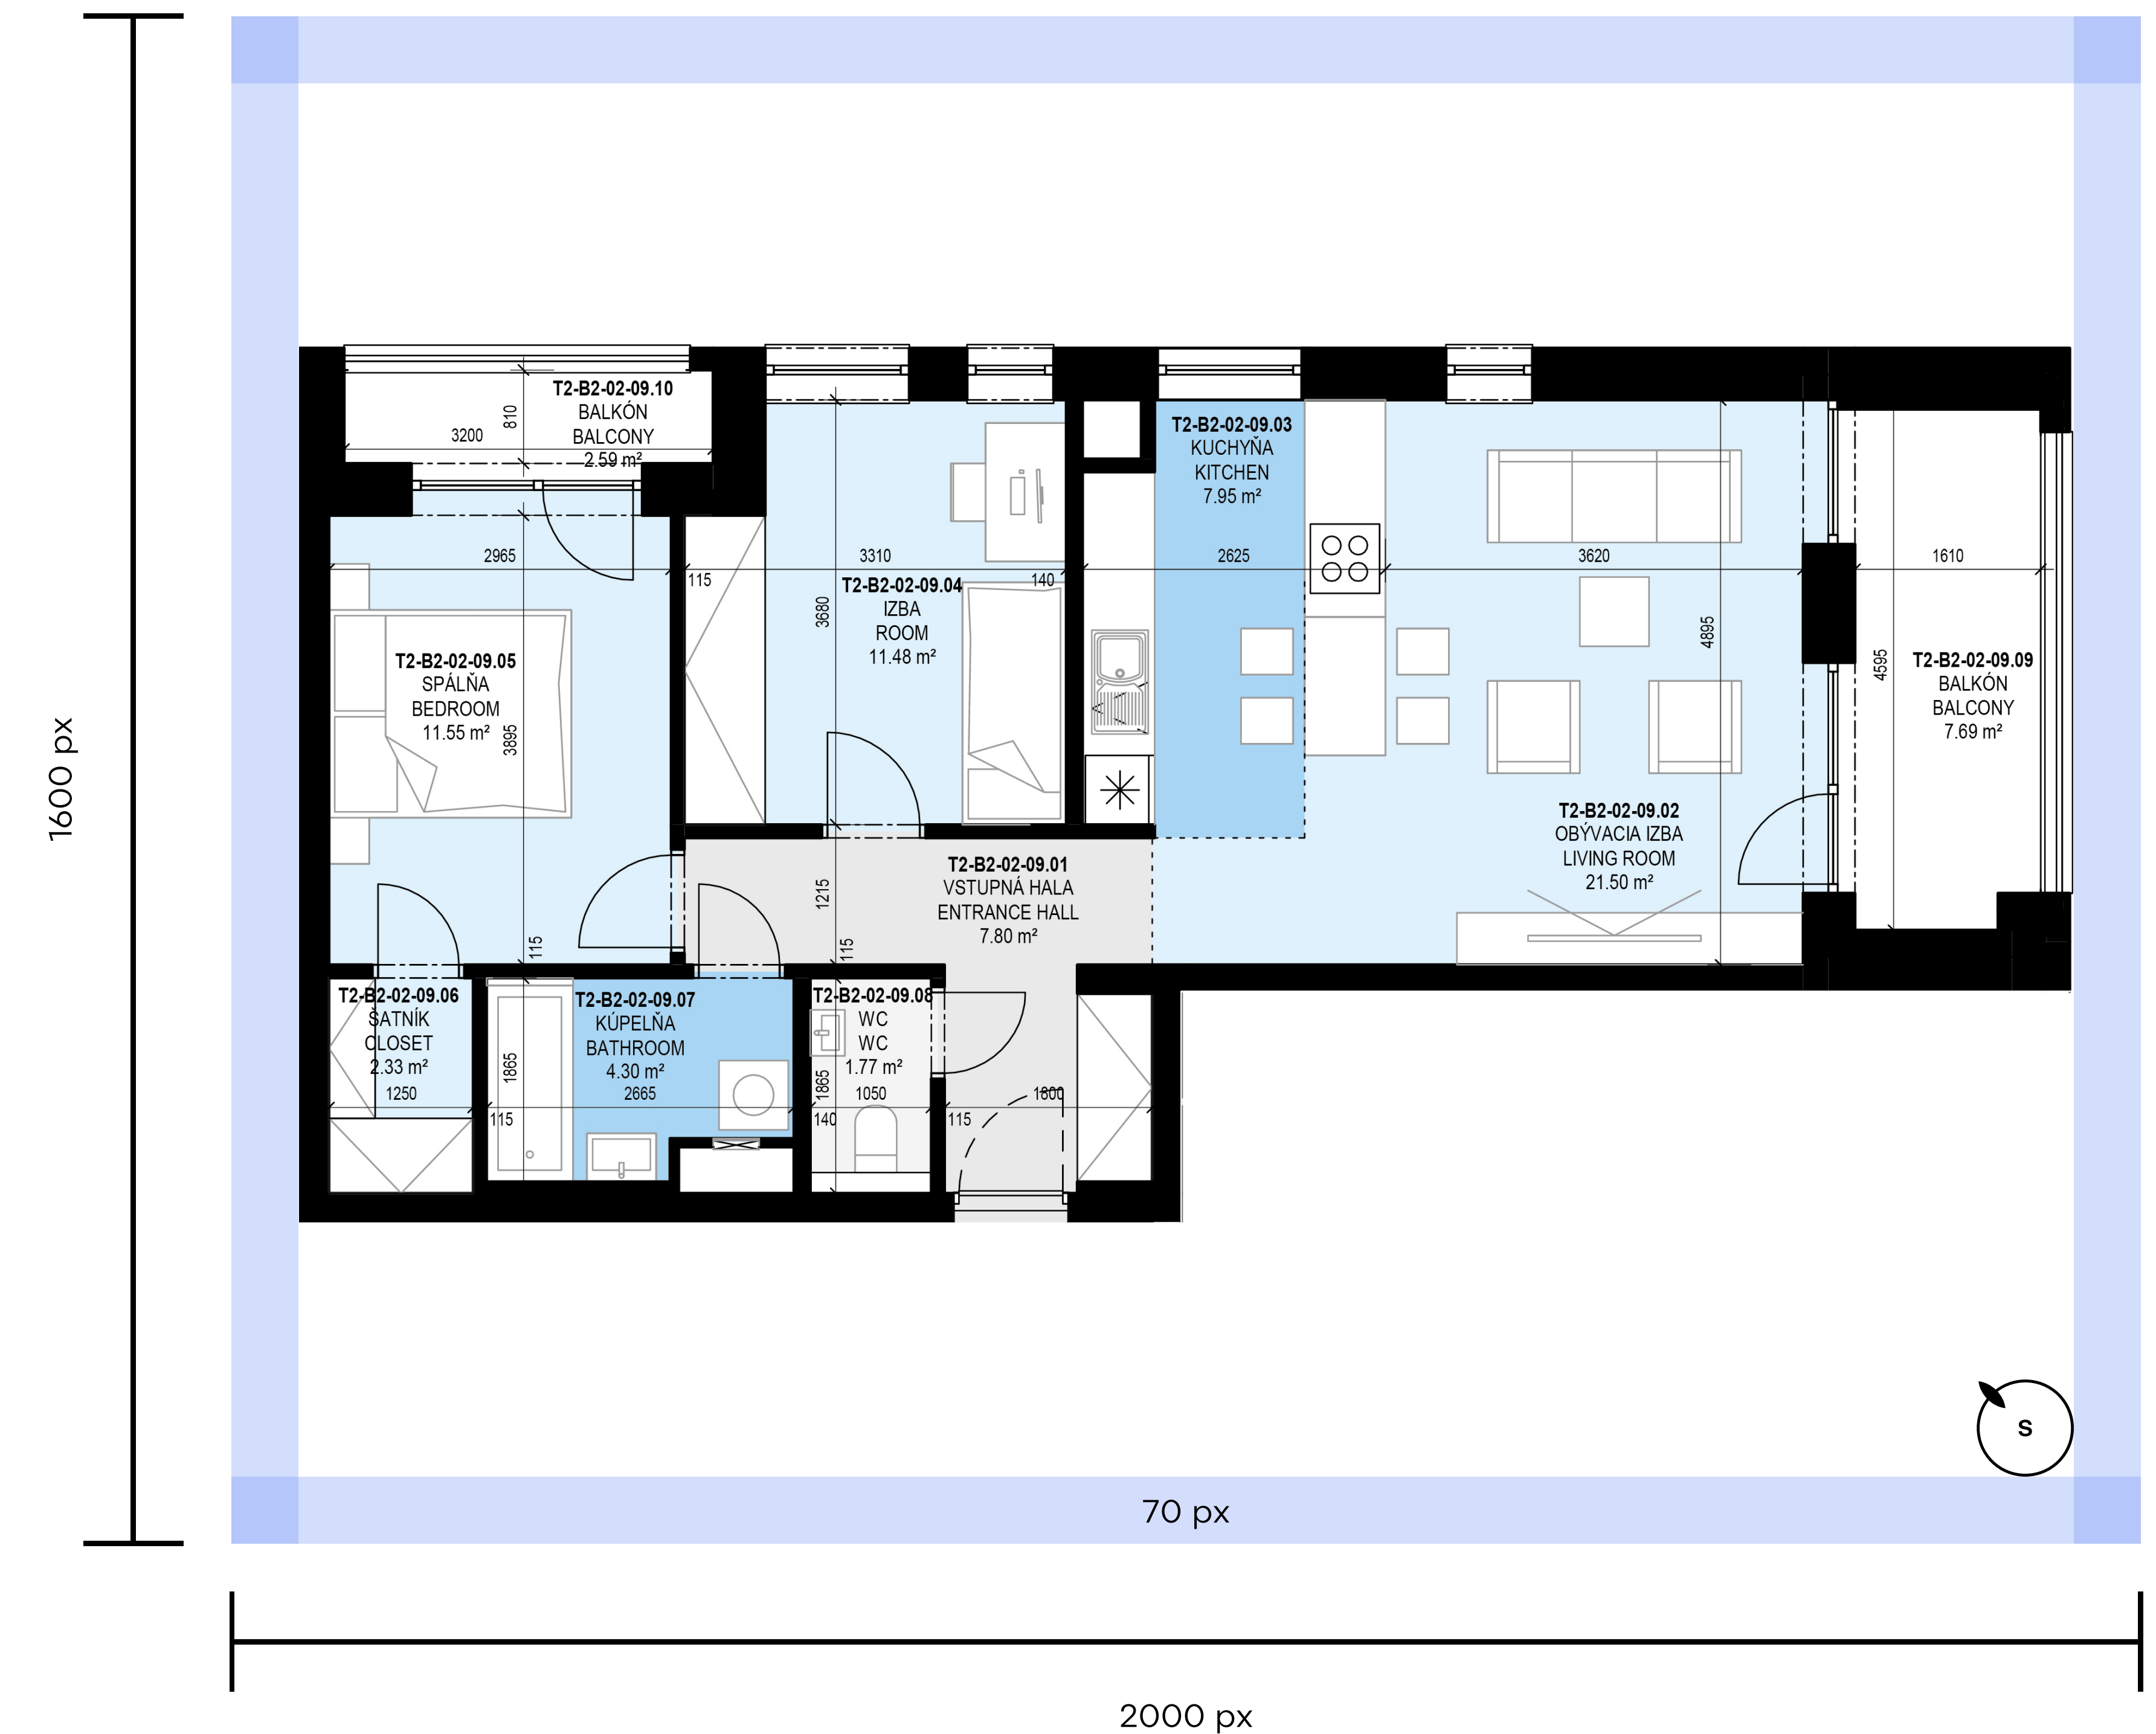 1600 px
T2-B2-02-09.10
BALKÓN
BALCONY
2.59 m²
3200
810
T2-B2-02-09.03
KUCHYŇA
KITCHEN
7.95 m²
2965
115
3310
140
2625
3620
1610
T2-B2-02-09.04
IZBA
ROOM
11.48 m²
3680
4895
4595
T2-B2-02-09.05
SPÁLŇA
BEDROOM
11.55 m²
3895
T2-B2-02-09.09
BALKÓN
BALCONY
7.69 m²
T2-B2-02-09.02
OBÝVACIA IZBA
LIVING ROOM
21.50 m²
T2-B2-02-09.01
VSTUPNÁ HALA
ENTRANCE HALL
7.80 m²
1215
115
115
T2-B2-02-09.06
ŠATNÍK
CLOSET
2.33 m²
1250
T2-B2-02-09.07
KÚPELŇA
BATHROOM
4.30 m²
2665
1865
115
T2-B2-02-09.08
WC
WC
1.77 m²
1050
1865
140
115
1800
S
70 px
2000 px